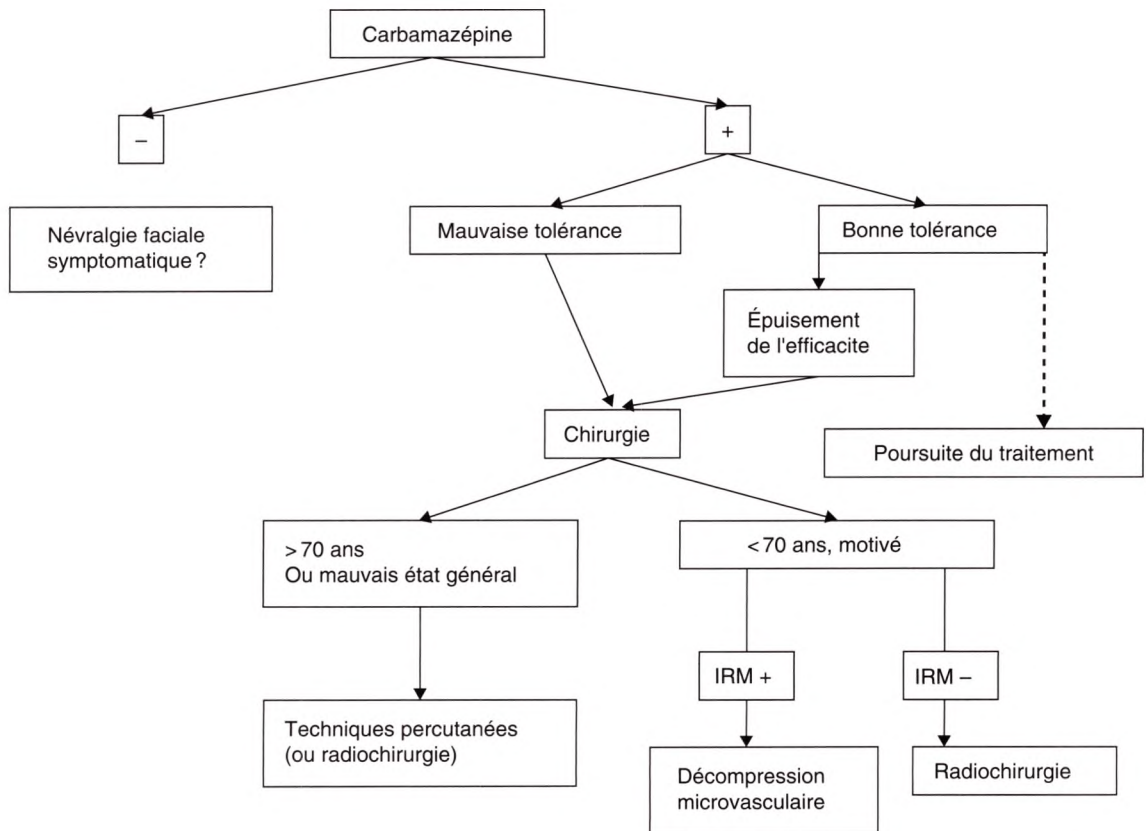 Carbamazépine
–
+
Névralgie faciale
symptomatique ?
Mauvaise tolérance
Bonne tolérance
Épuisement
de l'efficacite
Chirurgie
Poursuite du traitement
> 70 ans
Ou mauvais état général
< 70 ans, motivé
IRM +
IRM –
Techniques percutanées
(ou radiochirurgie)
Décompression
microvasculaire
Radiochirurgie